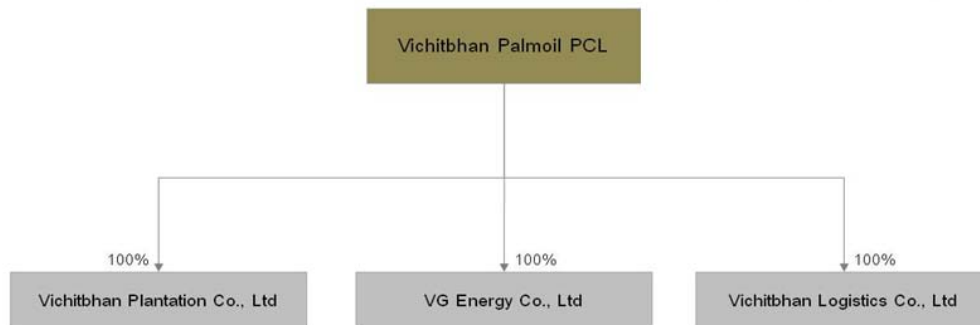 Vichitbhan Palmoil PCL
100%
100%
100%
Vichitbhan Plantation Co., Ltd
VG Energy Co., Ltd
Vichitbhan Logistics Co., Ltd